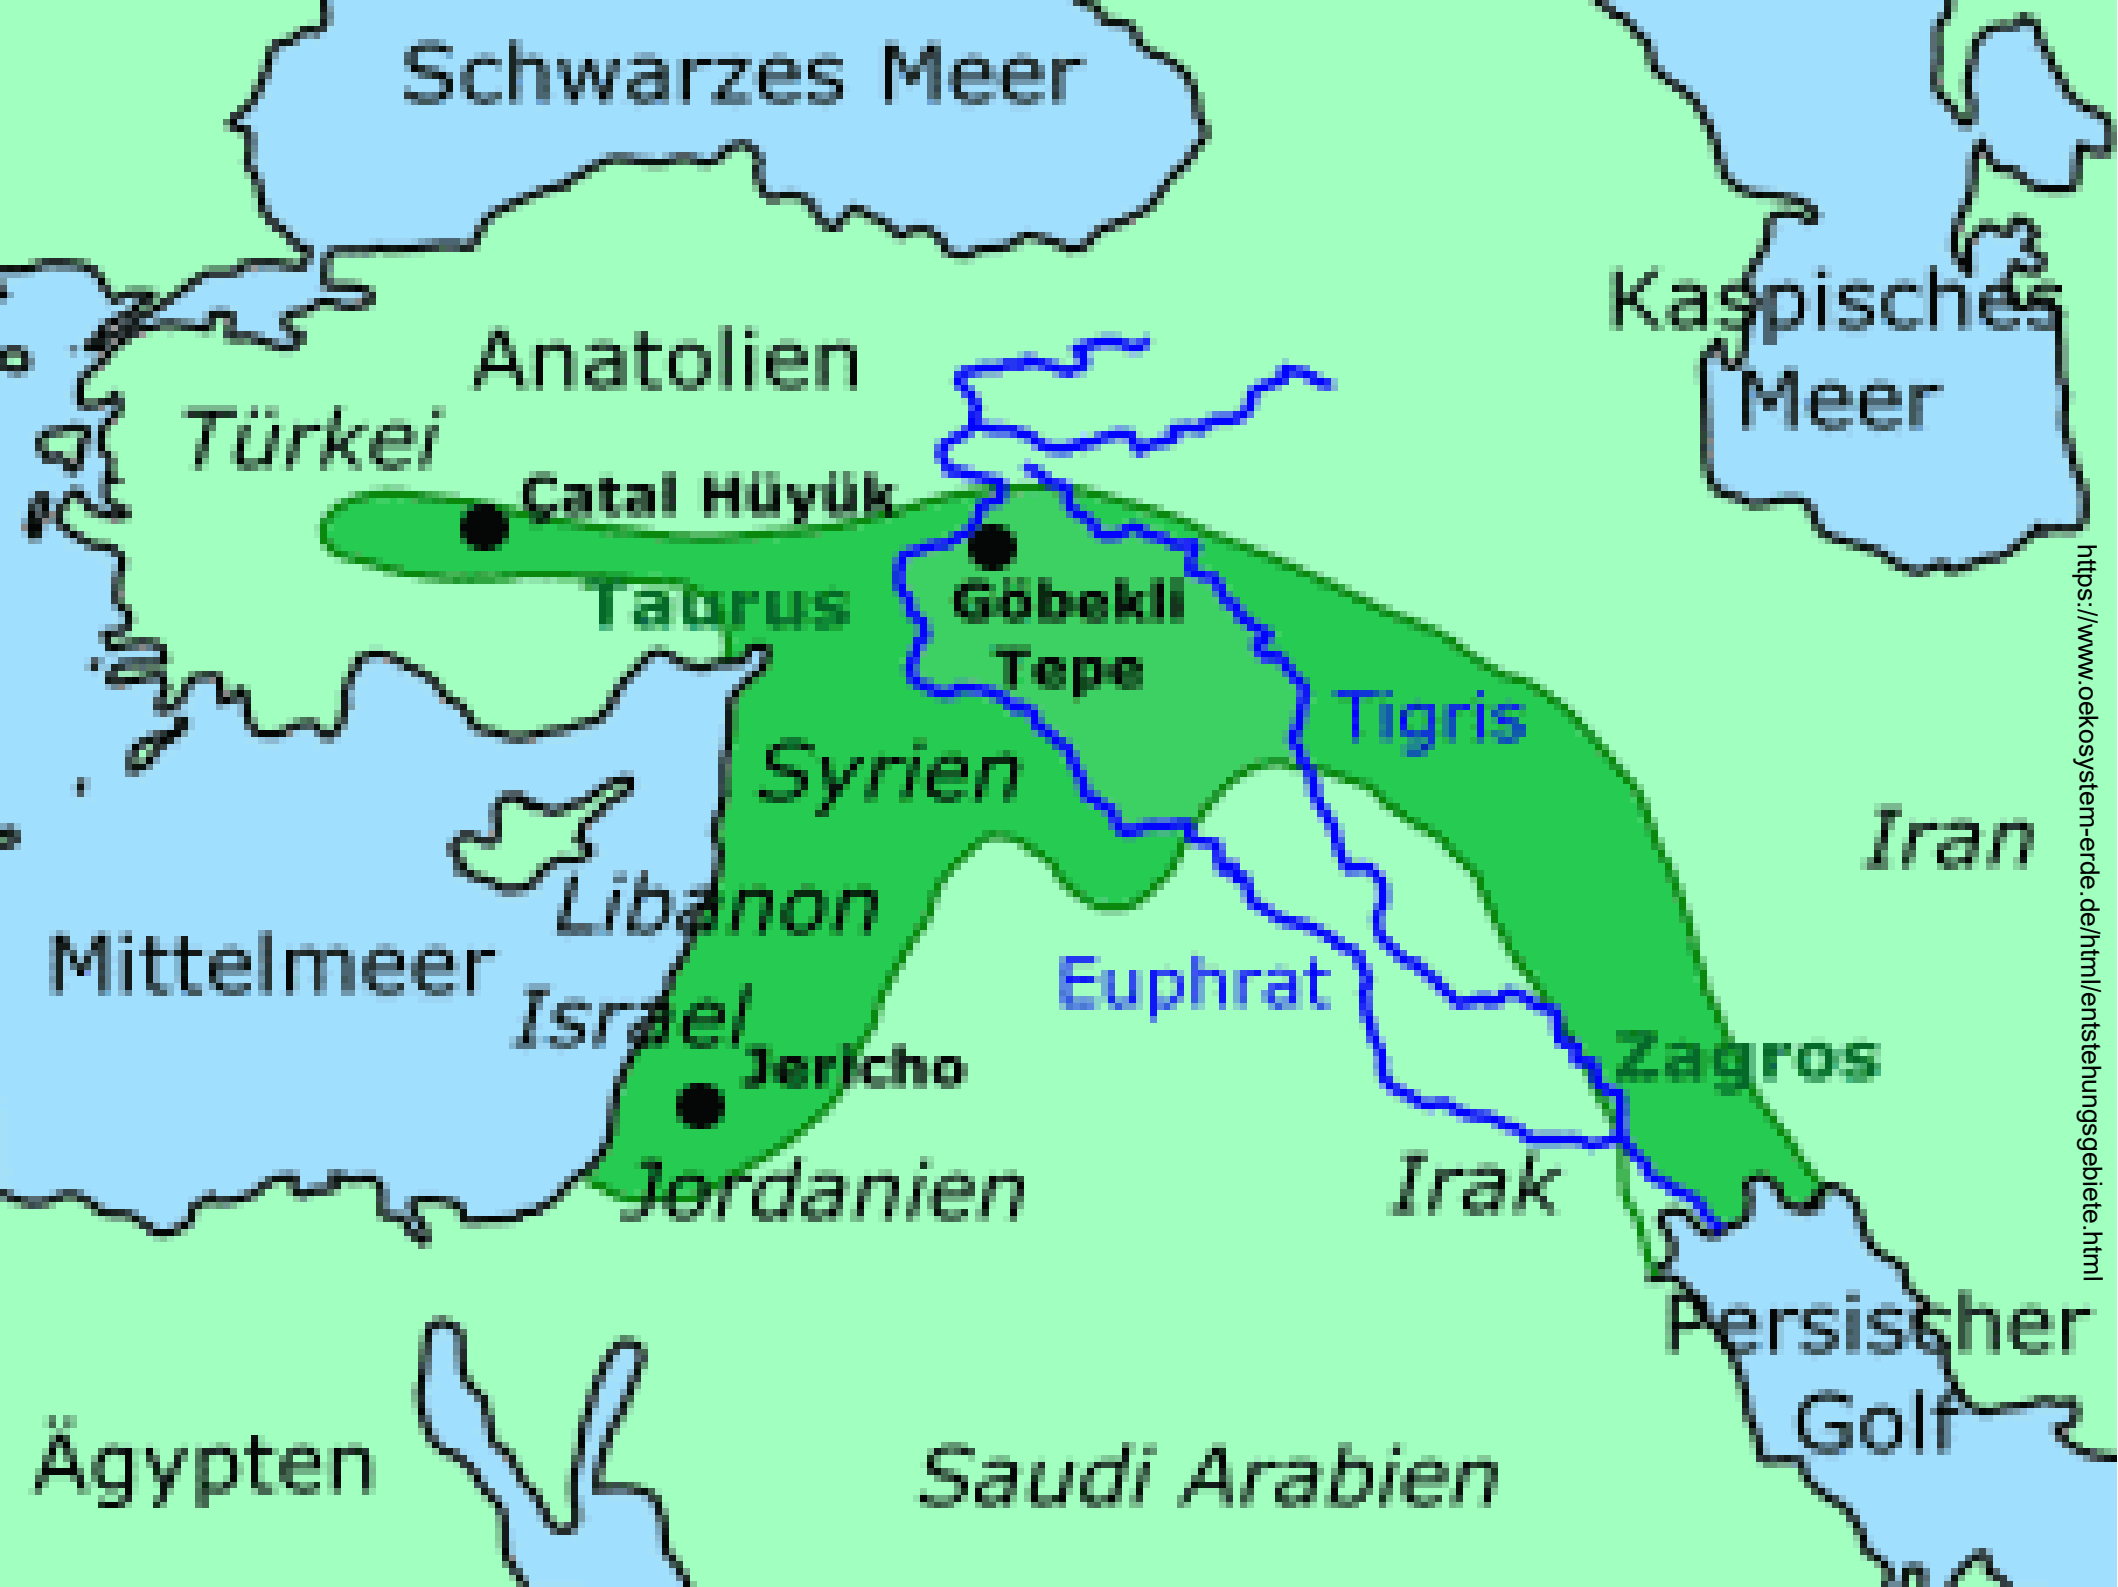 Schwarzes Meer
Kaspisches
Meer
Anatolien
Türkei
Catal Hüyük
Taurus
Göbekli
Tepe
Tigris
Syrien
Iran
Libanon
Mittelmeer
Euphrat
Israel
Jericho
Zagros
Jordanien
Irak
Persischer
Golf
Ägypten
Saudi Arabien
https://www.oekosystem-erde.de/html/entstehungsgebiete.html